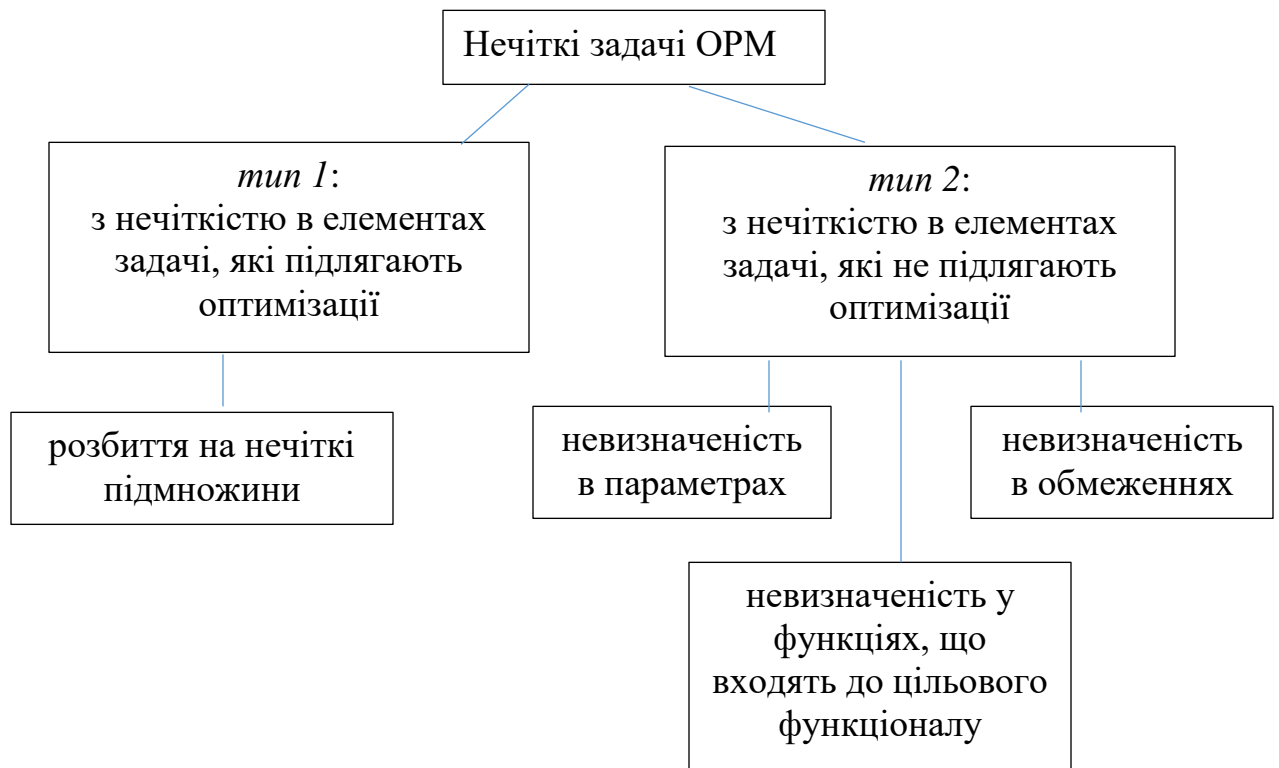 Нечіткі задачі ОРМ
тип 1:
з нечіткістю в елементах
задачі, які підлягають
оптимізації
тип 2:
з нечіткістю в елементах
задачі, які не підлягають
оптимізації
розбиття на нечіткі
підмножини
невизначеність
в параметрах
невизначеність
в обмеженнях
невизначеність у
функціях, що
входять до цільового
функціоналу